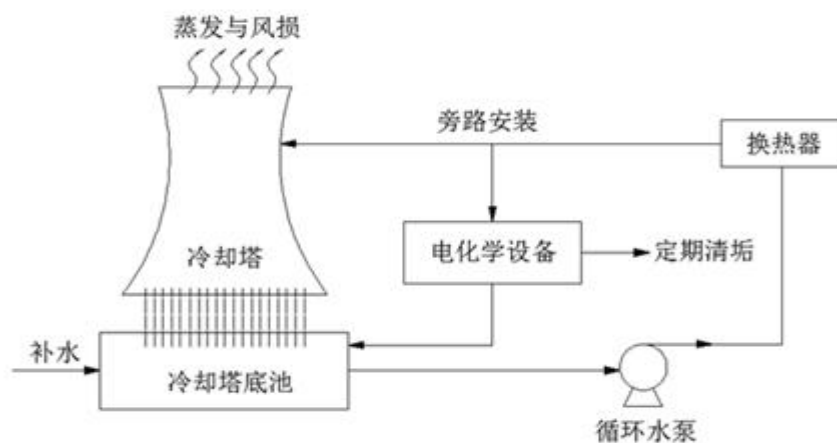 蒸发与风损
旁路安装
换热器
冷却塔
电化学设备
定期清垢
补水
冷却塔底池
循环水泵